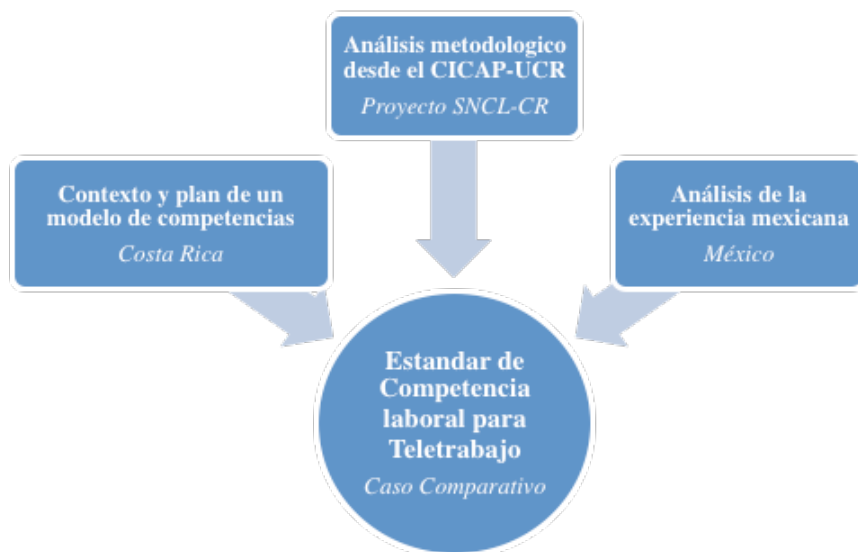 Análisis metodologico
desde el CICAP-UCR
Proyecto SNCL-CR
Contexto y plan de un
modelo de competencias
Costa Rica
Análisis de la
experiencia mexicana
México
Estandar de
Competencia
laboral para
Teletrabajo
Caso Comparativo